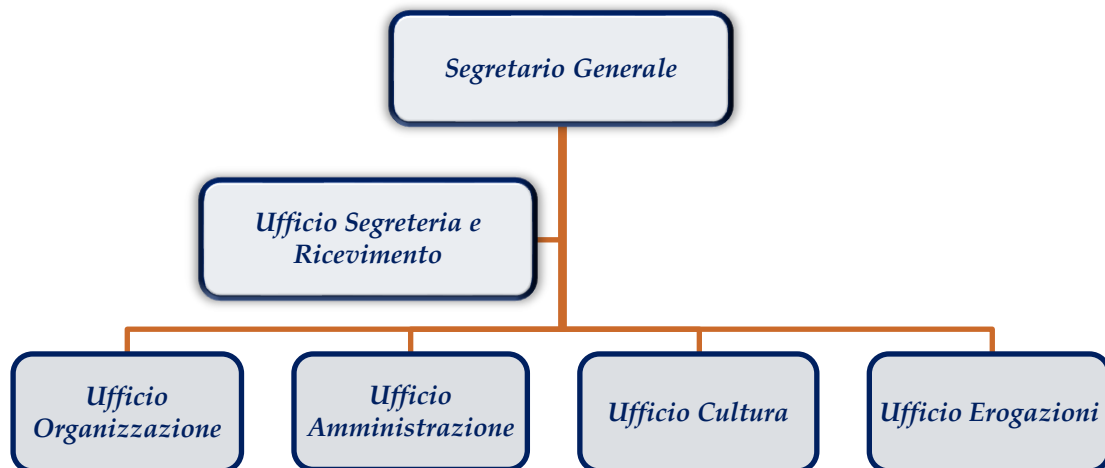 Segretario Generale
Ufficio Segreteria e
Ricevimento
Ufficio
Organizzazione
Ufficio
Amministrazione
Ufficio Cultura
Ufficio Erogazioni